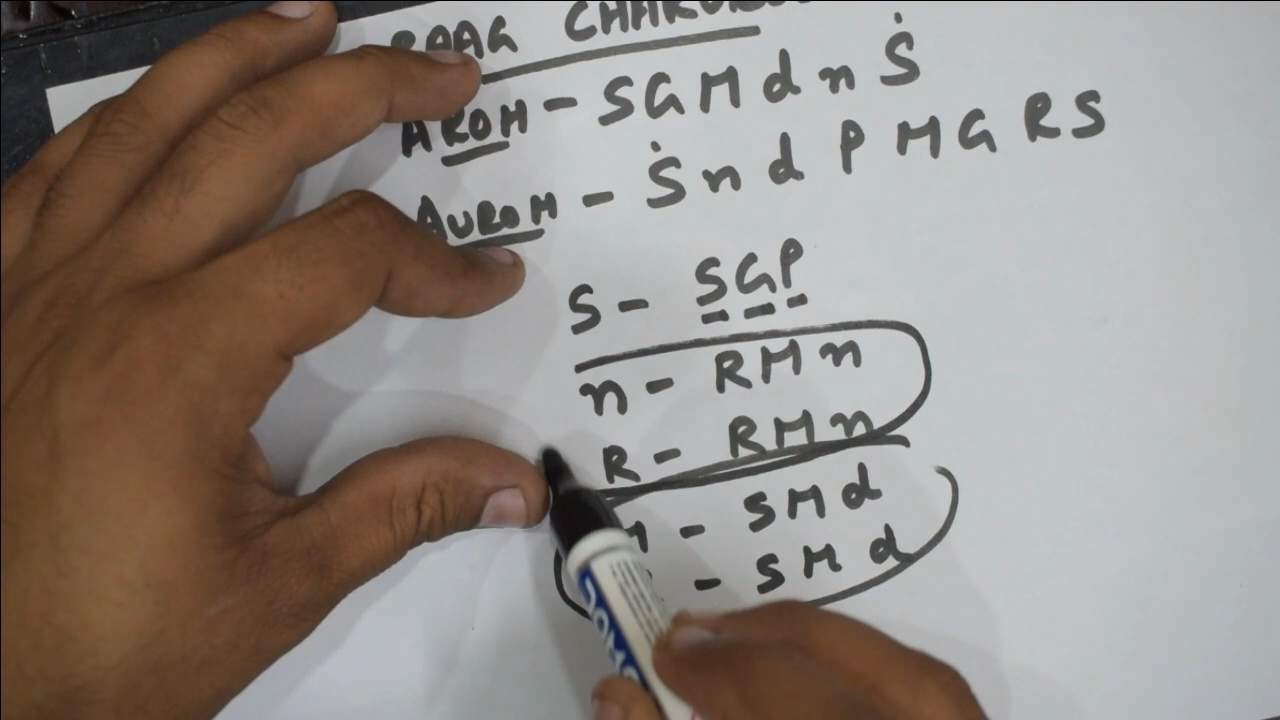 RAAG
AROH - SGMdnṠ
AUROH - ṠndPMGRS
S - SGP
n - RMn
R - RMn
M - SMd
- SMd